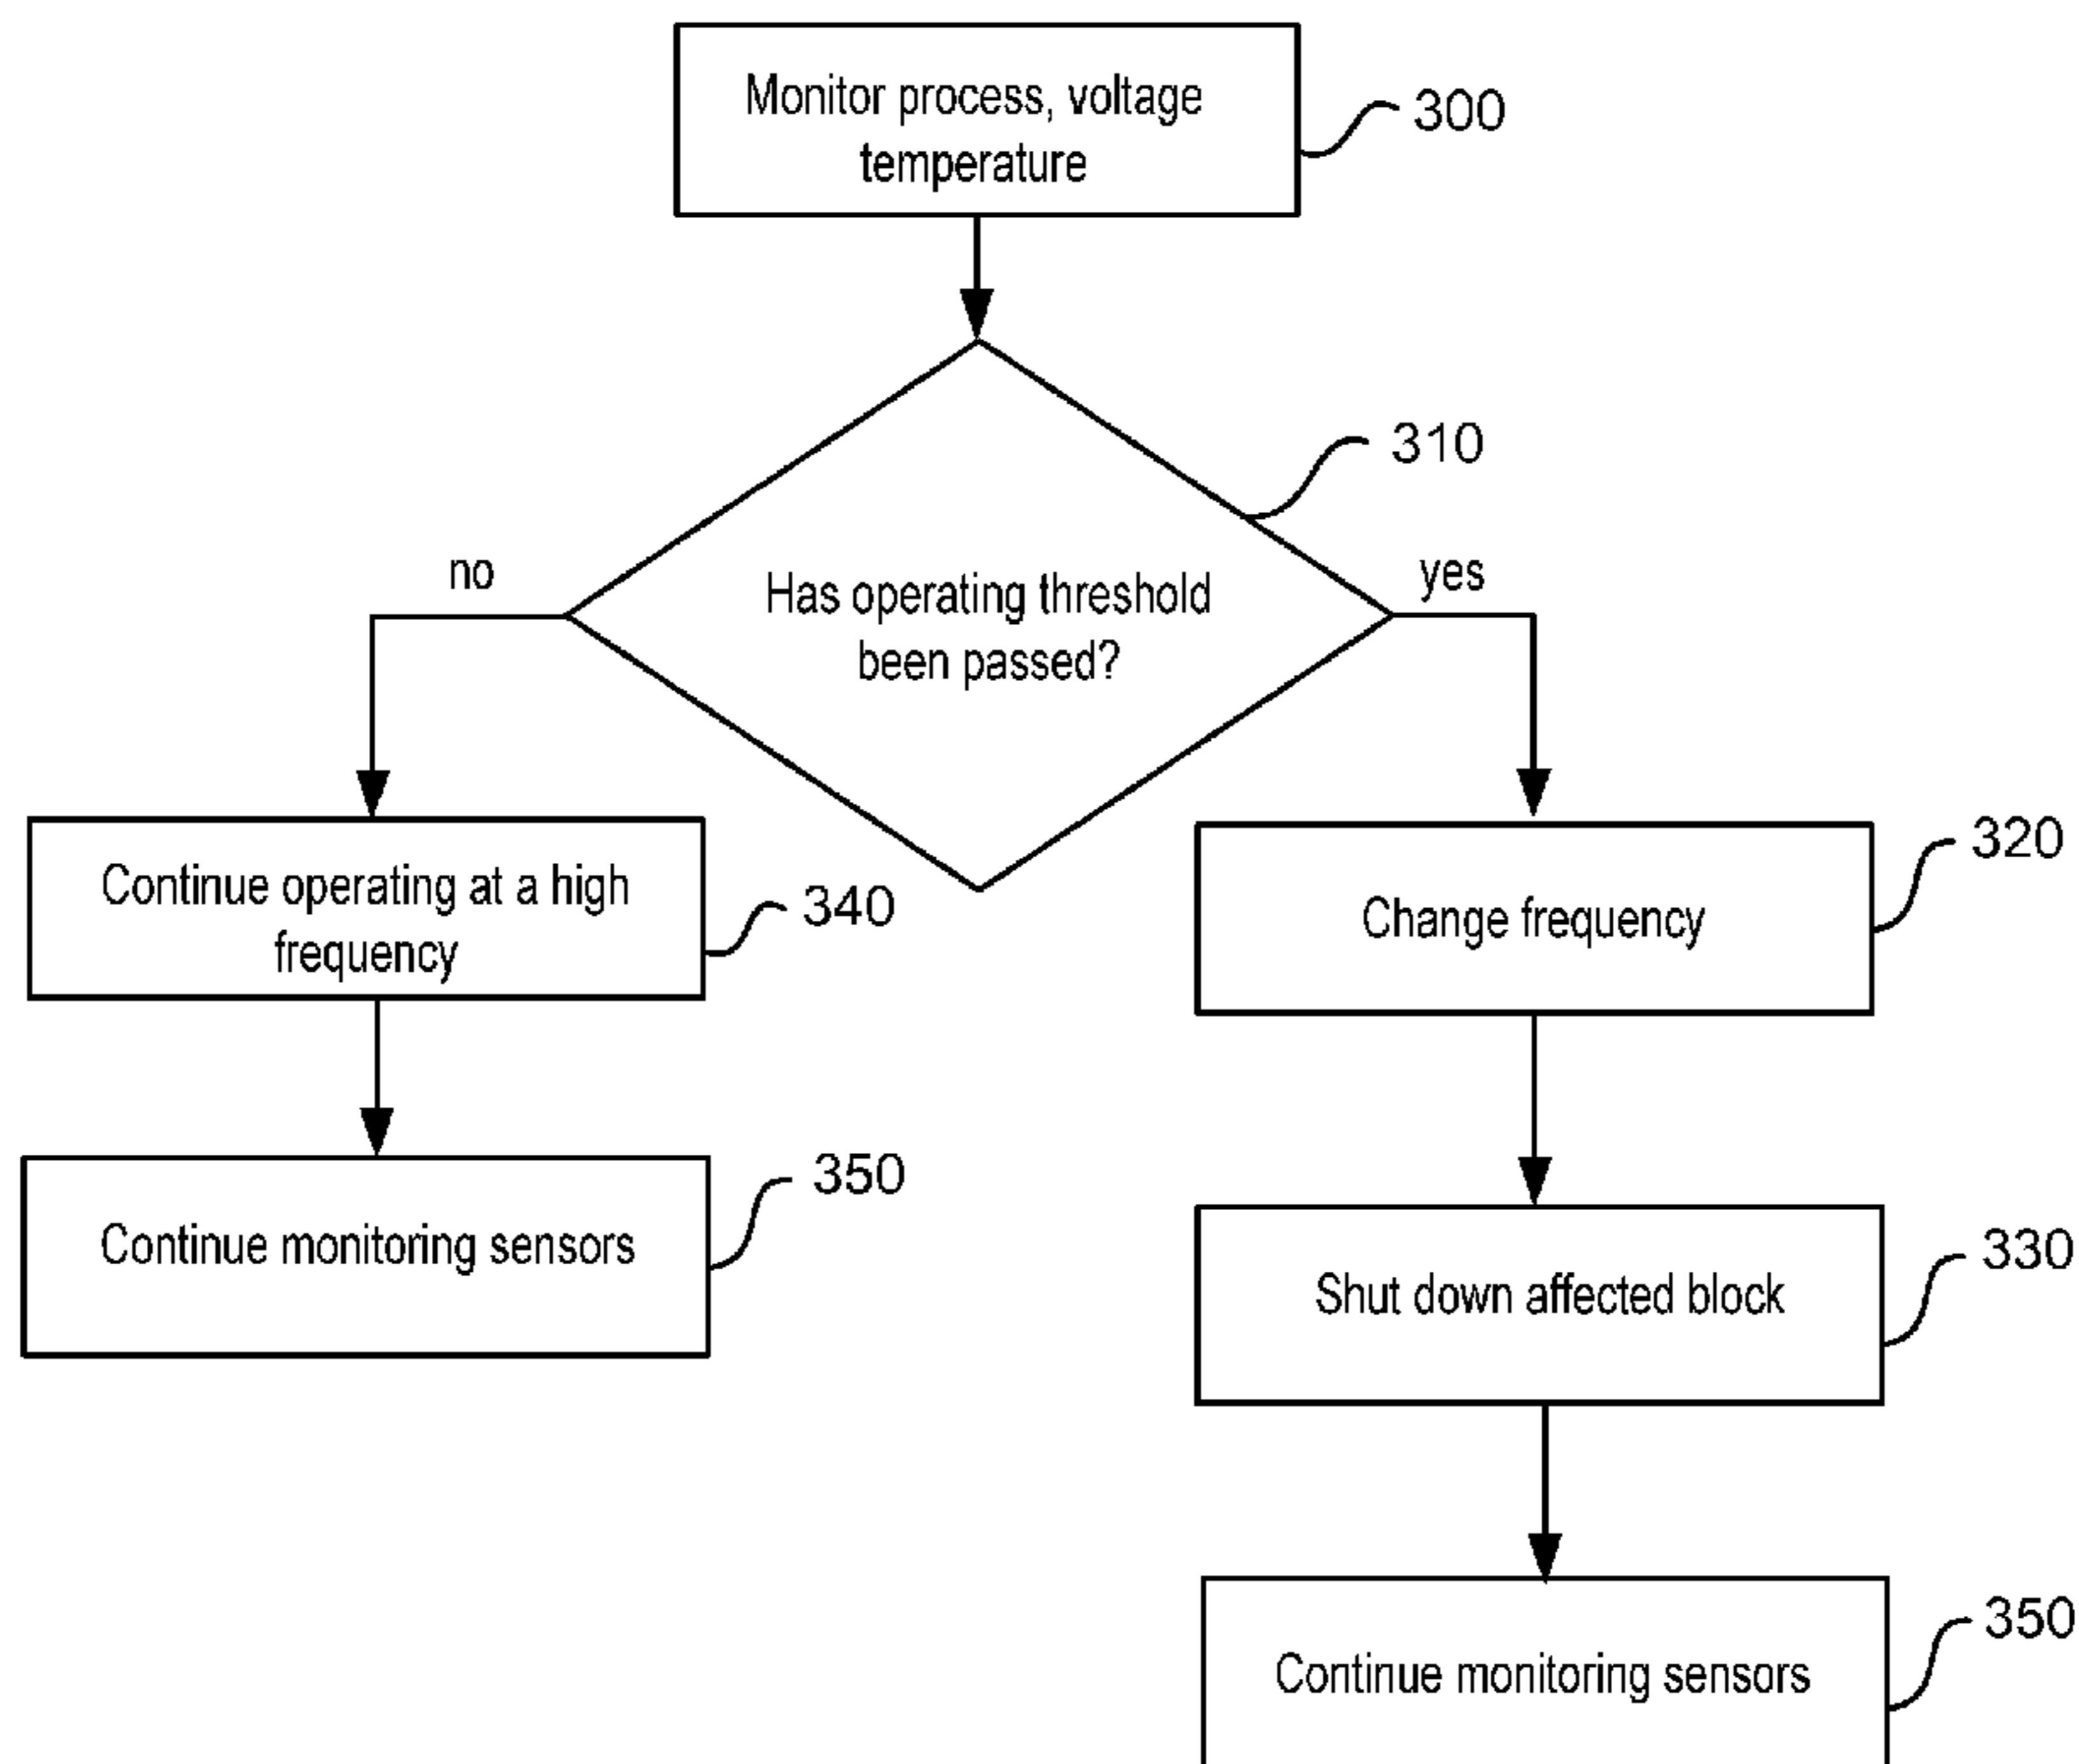 Monitor process, voltage
temperature
300
310
Has operating threshold
been passed?
no
yes
Continue operating at a high
frequency
340
Change frequency
320
Continue monitoring sensors
350
Shut down affected block
330
Continue monitoring sensors
350